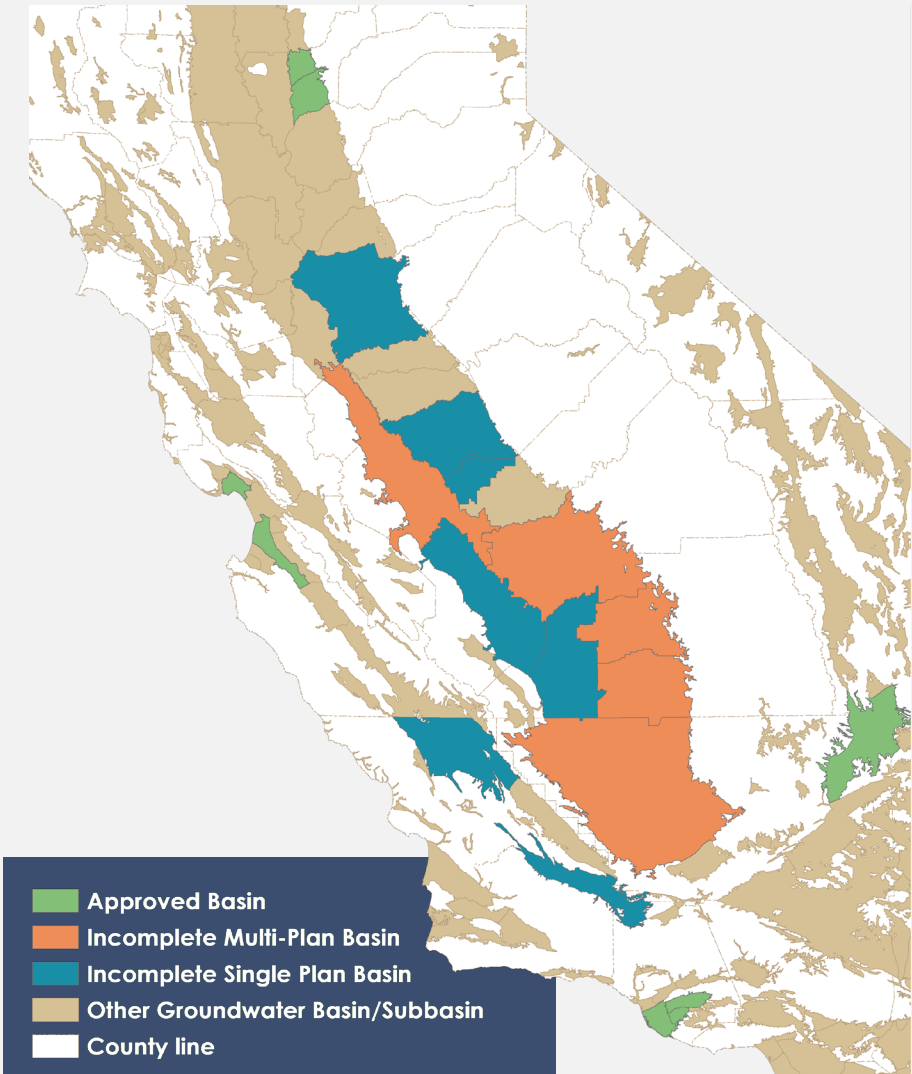 Approved Basin
Incomplete Multi-Plan Basin
Incomplete Single Plan Basin
Other Groundwater Basin/Subbasin
County line